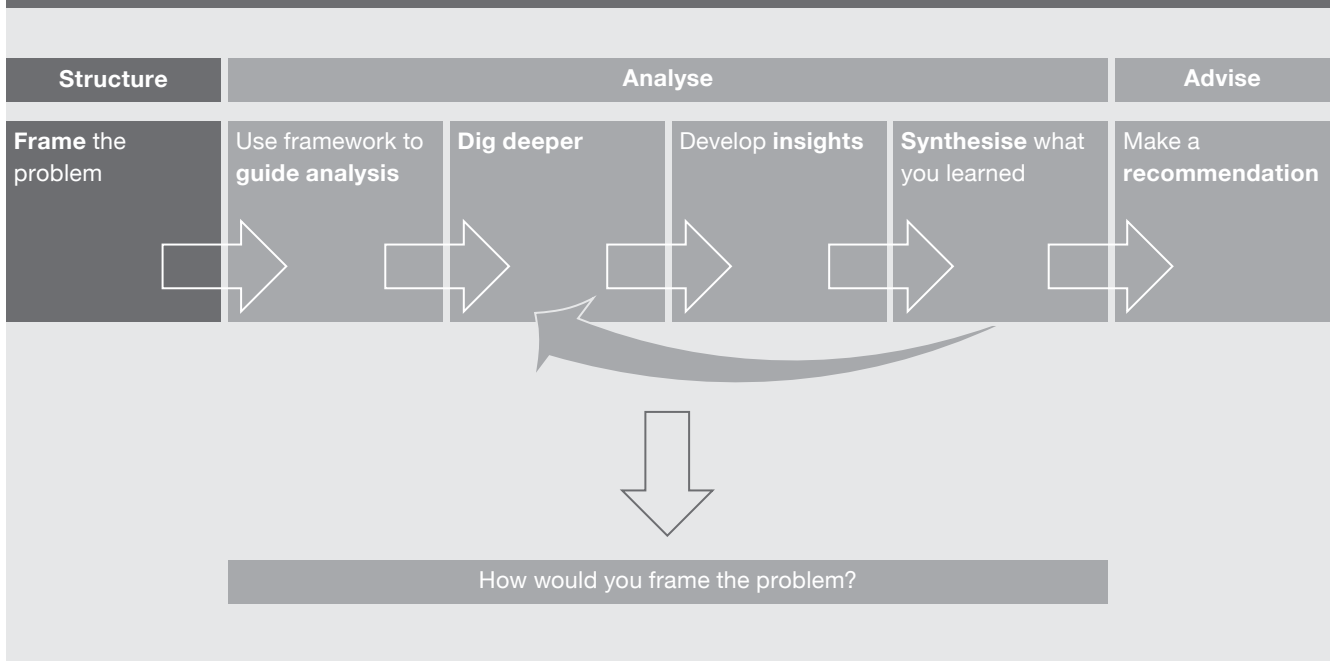 Structure
Analyse
Advise
Frame the
problem
Use framework to
guide analysis
Dig deeper
Develop insights
Synthesise what
you learned
Make a
recommendation
How would you frame the problem?